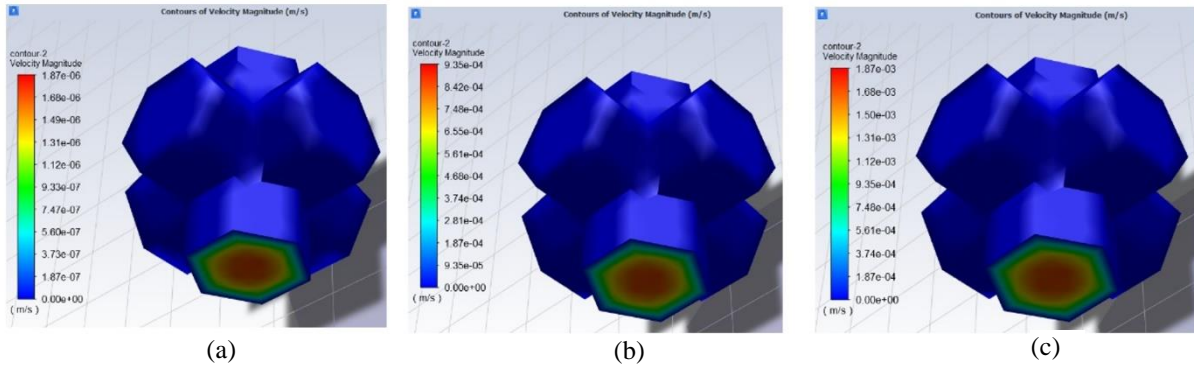 Contours of Velocity Magnitude (m/s)
contour-2
Velocity Magnitude
1.87e-06
1.68e-06
1.49e-06
1.31e-06
1.12e-06
9.33e-07
7.47e-07
5.60e-07
3.73e-07
1.87e-07
0.00e+00
( m/s )
(a)
Contours of Velocity Magnitude (m/s)
contour-2
Velocity Magnitude
9.35e-04
8.42e-04
7.48e-04
6.55e-04
5.61e-04
4.68e-04
3.74e-04
2.81e-04
1.87e-04
9.35e-05
0.00e+00
( m/s )
(b)
Contours of Velocity Magnitude (m/s)
contour-2
Velocity Magnitude
1.87e-03
1.68e-03
1.50e-03
1.31e-03
1.12e-03
9.35e-04
7.48e-04
5.61e-04
3.74e-04
1.87e-04
0.00e+00
( m/s )
(c)